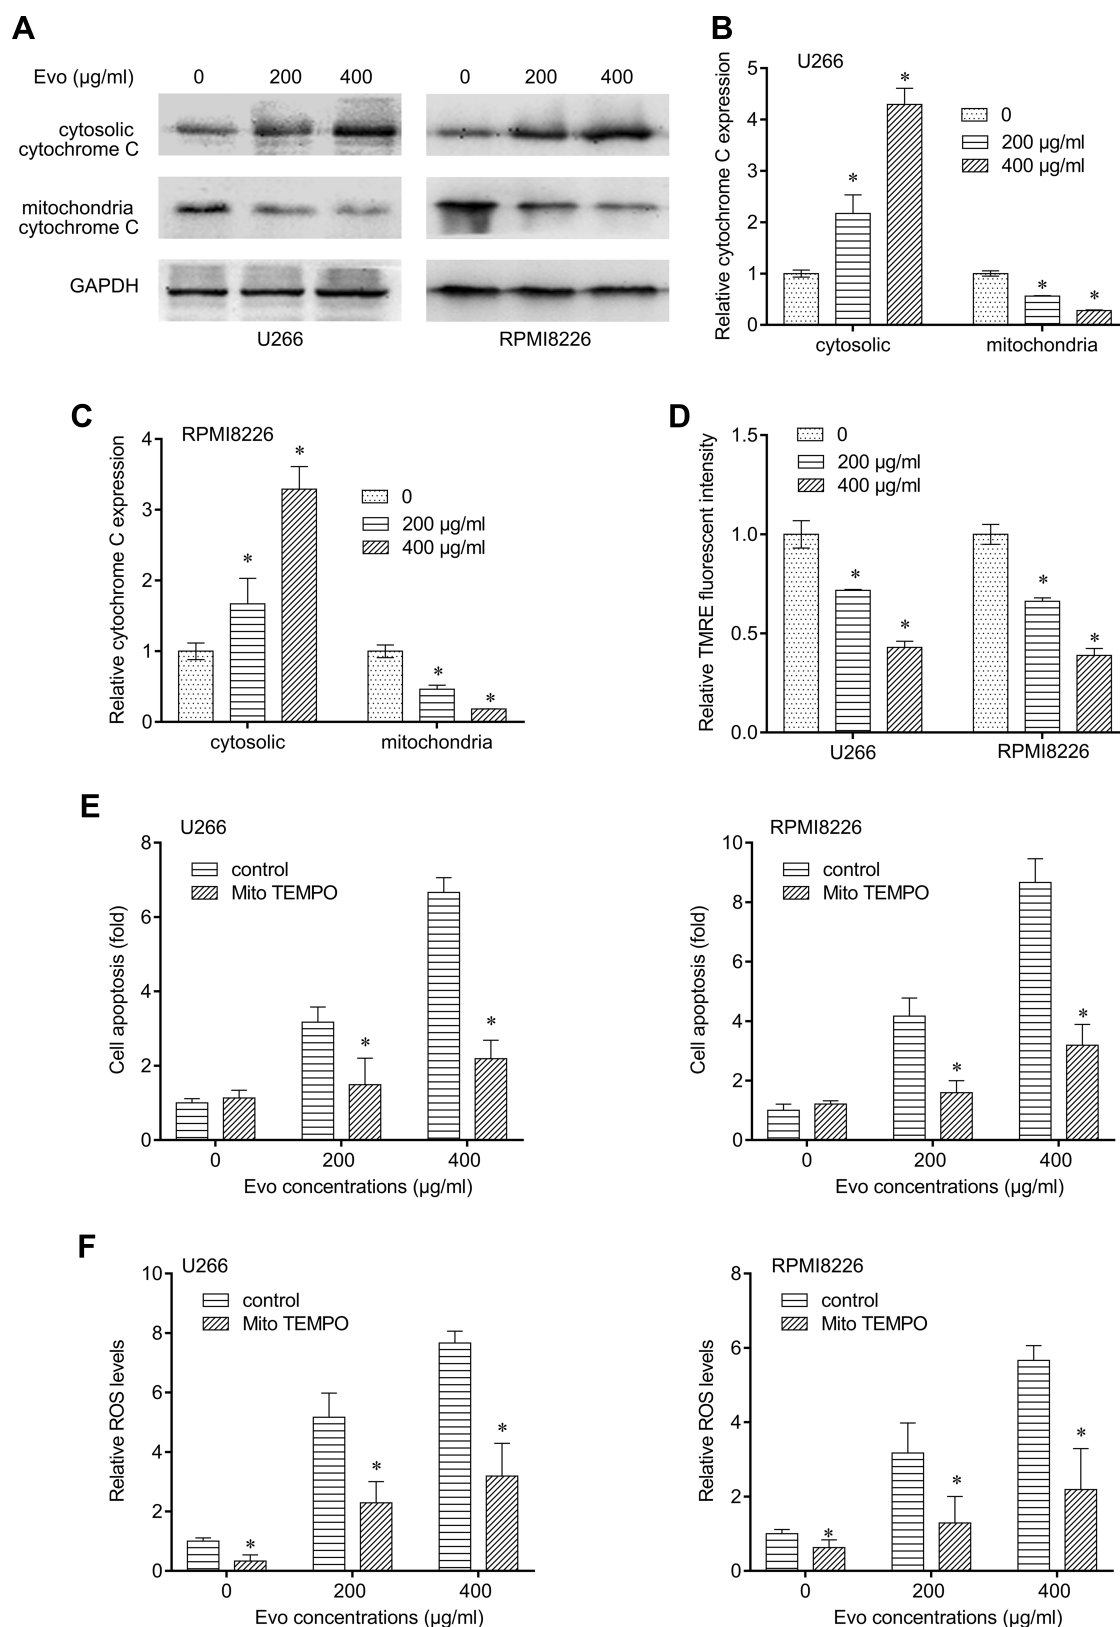 A
Evo (µg/ml) 0 200 400 0 200 400
cytosolic
cytochrome C
mitochondria
cytochrome C
GAPDH
U266 RPMI8226
B
U266
Relative cytochrome C expression
5
4
3
2
1
0
0
200 µg/ml
400 µg/ml
*
*
*
*
cytosolic mitochondria
C
RPMI8226
Relative cytochrome C expression
4
3
2
1
0
0
200 µg/ml
400 µg/ml
*
*
*
*
cytosolic mitochondria
D
Relative TMRE fluorescent intensity
1.5
1.0
0.5
0.0
0
200 µg/ml
400 µg/ml
*
*
*
*
U266 RPMI8226
E
U266
Cell apoptosis (fold)
8
6
4
2
0
control
Mito TEMPO
*
*
0 200 400
Evo concentrations (µg/ml)
RPMI8226
Cell apoptosis (fold)
10
8
6
4
2
0
control
Mito TEMPO
*
*
0 200 400
Evo concentrations (µg/ml)
F
U266
Relative ROS levels
10
8
6
4
2
0
control
Mito TEMPO
*
*
*
0 200 400
Evo concentrations (µg/ml)
RPMI8226
Relative ROS levels
8
6
4
2
0
control
Mito TEMPO
*
*
*
0 200 400
Evo concentrations (µg/ml)